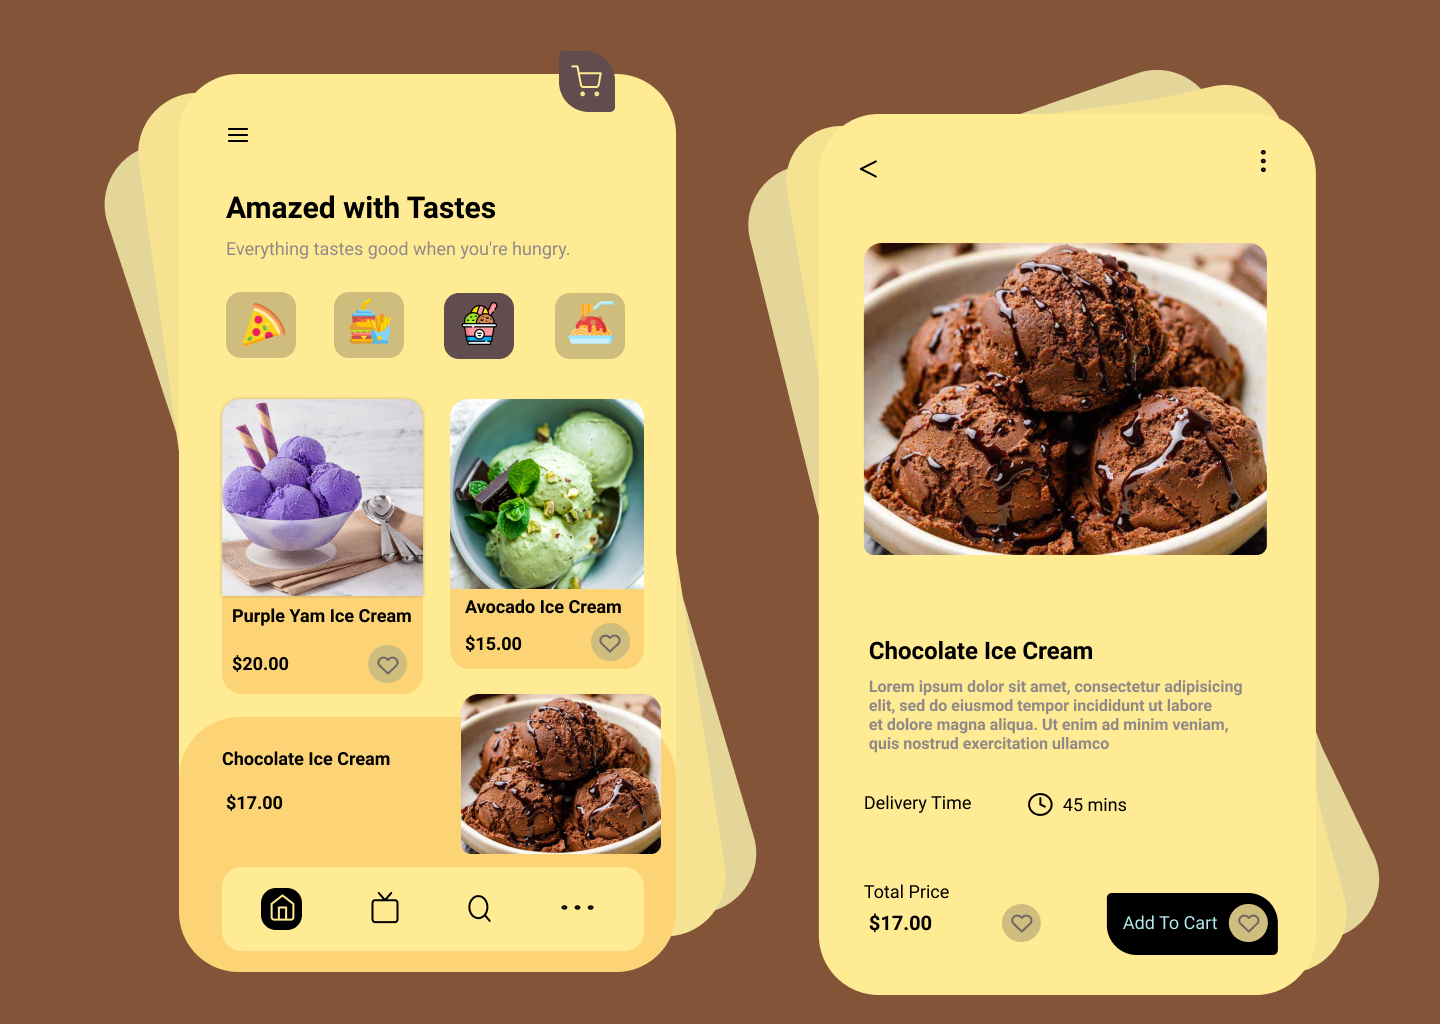 Amazed with Tastes
Everything tastes good when you're hungry.
Purple Yam Ice Cream
$20.00
Avocado Ice Cream
$15.00
Chocolate Ice Cream
$17.00
<
Chocolate Ice Cream
Lorem ipsum dolor sit amet, consectetur adipisicing
elit, sed do eiusmod tempor incididunt ut labore
et dolore magna aliqua. Ut enim ad minim veniam,
quis nostrud exercitation ullamco
Delivery Time
45 mins
Total Price
$17.00
Add To Cart